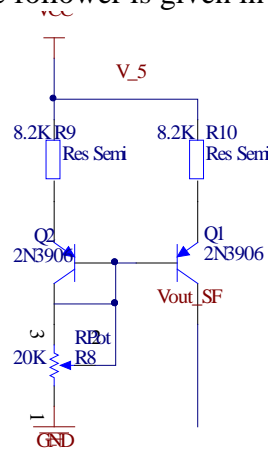 e follower is given in
VCC
V_5
8.2K R9
8.2K R10
Res Semi
Res Semi
Q2
Q1
2N3906
2N3906
Vout_SF
3
RPot
20K
R8
1
GND